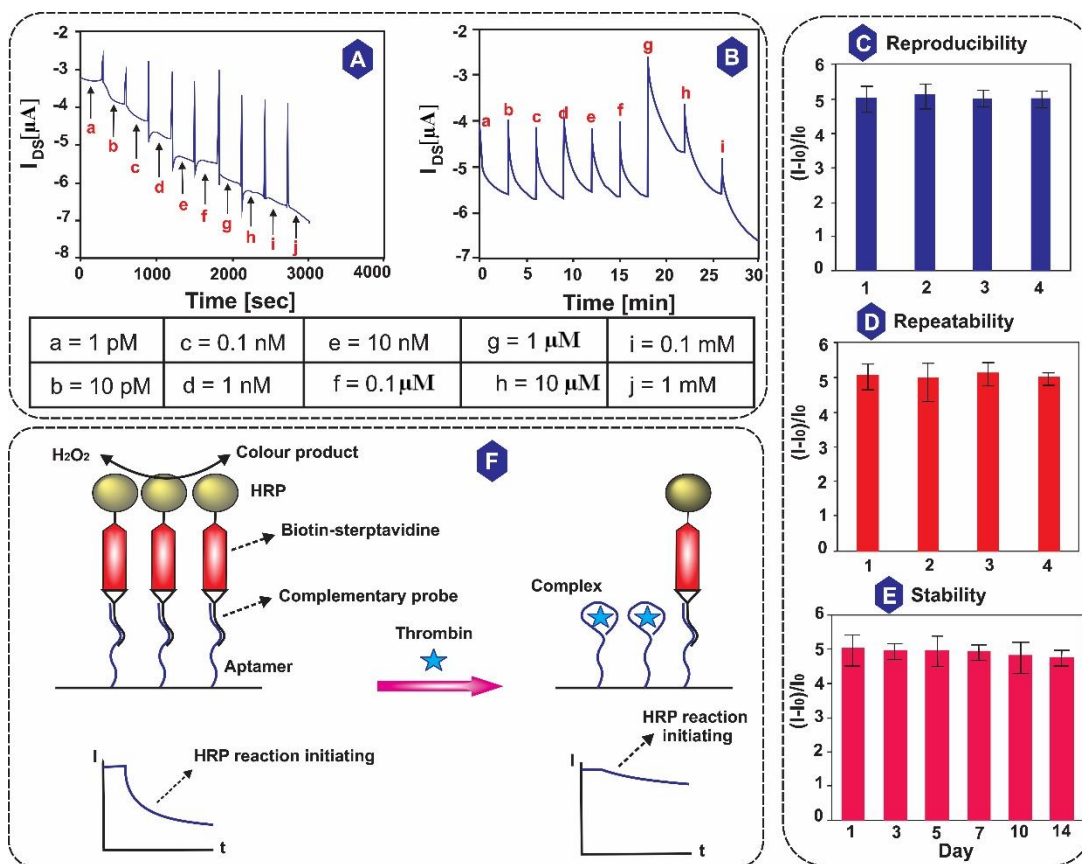 A
-2
-3
-4
-5
-6
-7
-8
I_DS[µA]
a
b
c
d
e
f
g
h
i
j
0
1000
2000
3000
4000
Time [sec]
B
-2
-3
-4
-5
-6
-7
I_DS[µA]
a
b
c
d
e
f
g
h
i
0
5
10
15
20
25
30
Time [min]
a = 1 pM
c = 0.1 nM
e = 10 nM
g = 1 µM
i = 0.1 mM
b = 10 pM
d = 1 nM
f = 0.1µM
h = 10 µM
j = 1 mM
C
Reproducibility
6
5
4
3
2
1
0
(I-I₀)/I₀
1
2
3
4
D
Repeatability
6
5
4
3
2
1
0
(I-I₀)/I₀
1
2
3
4
E
Stability
6
5
4
3
2
1
0
(I-I₀)/I₀
1
3
5
7
10
14
Day
F
H₂O₂
Colour product
HRP
Biotin-sterptavidine
Complementary probe
Aptamer
Thrombin
Complex
I
HRP reaction initiating
t
I
HRP reaction
initiating
t